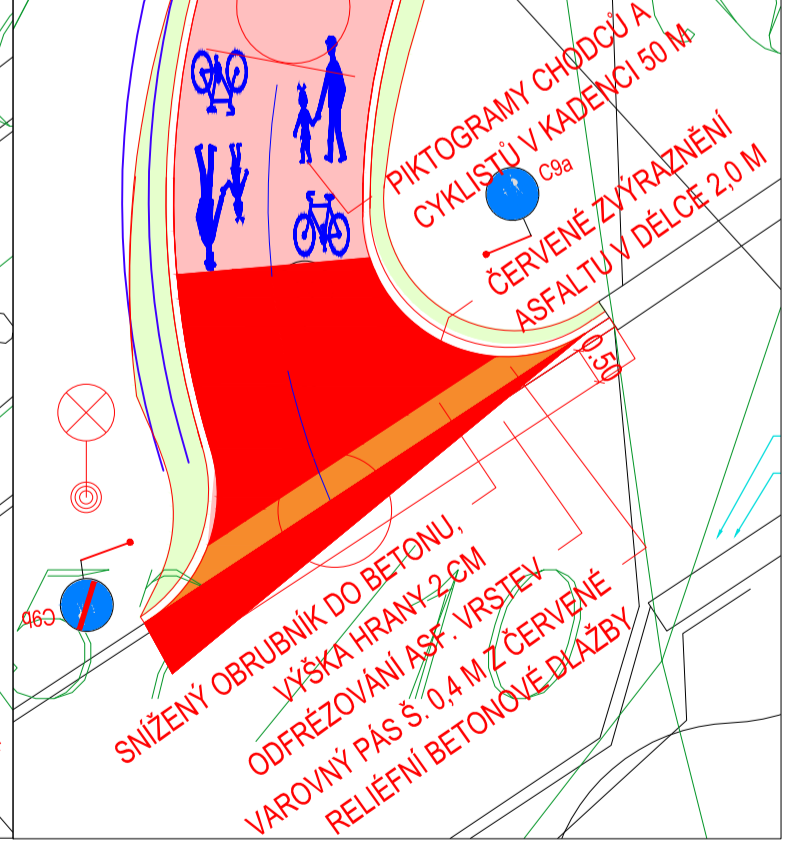 PIKTOGRAMY CHODCŮ A
CYKLISTŮ V KADENCI 50 M
C9a
ČERVENÉ ZVÝRAZNĚNÍ
ASFALTU V DÉLCE 2,0 M
0.50
C9b
SNÍŽENÝ OBRUBNÍK DO BETONU,
VÝŠKA HRANY 2 CM
ODFRÉZOVÁNÍ ASF. VRSTEV
VAROVNÝ PÁS Š. 0,4 M Z ČERVENÉ
RELIÉFNÍ BETONOVÉ DLAŽBY